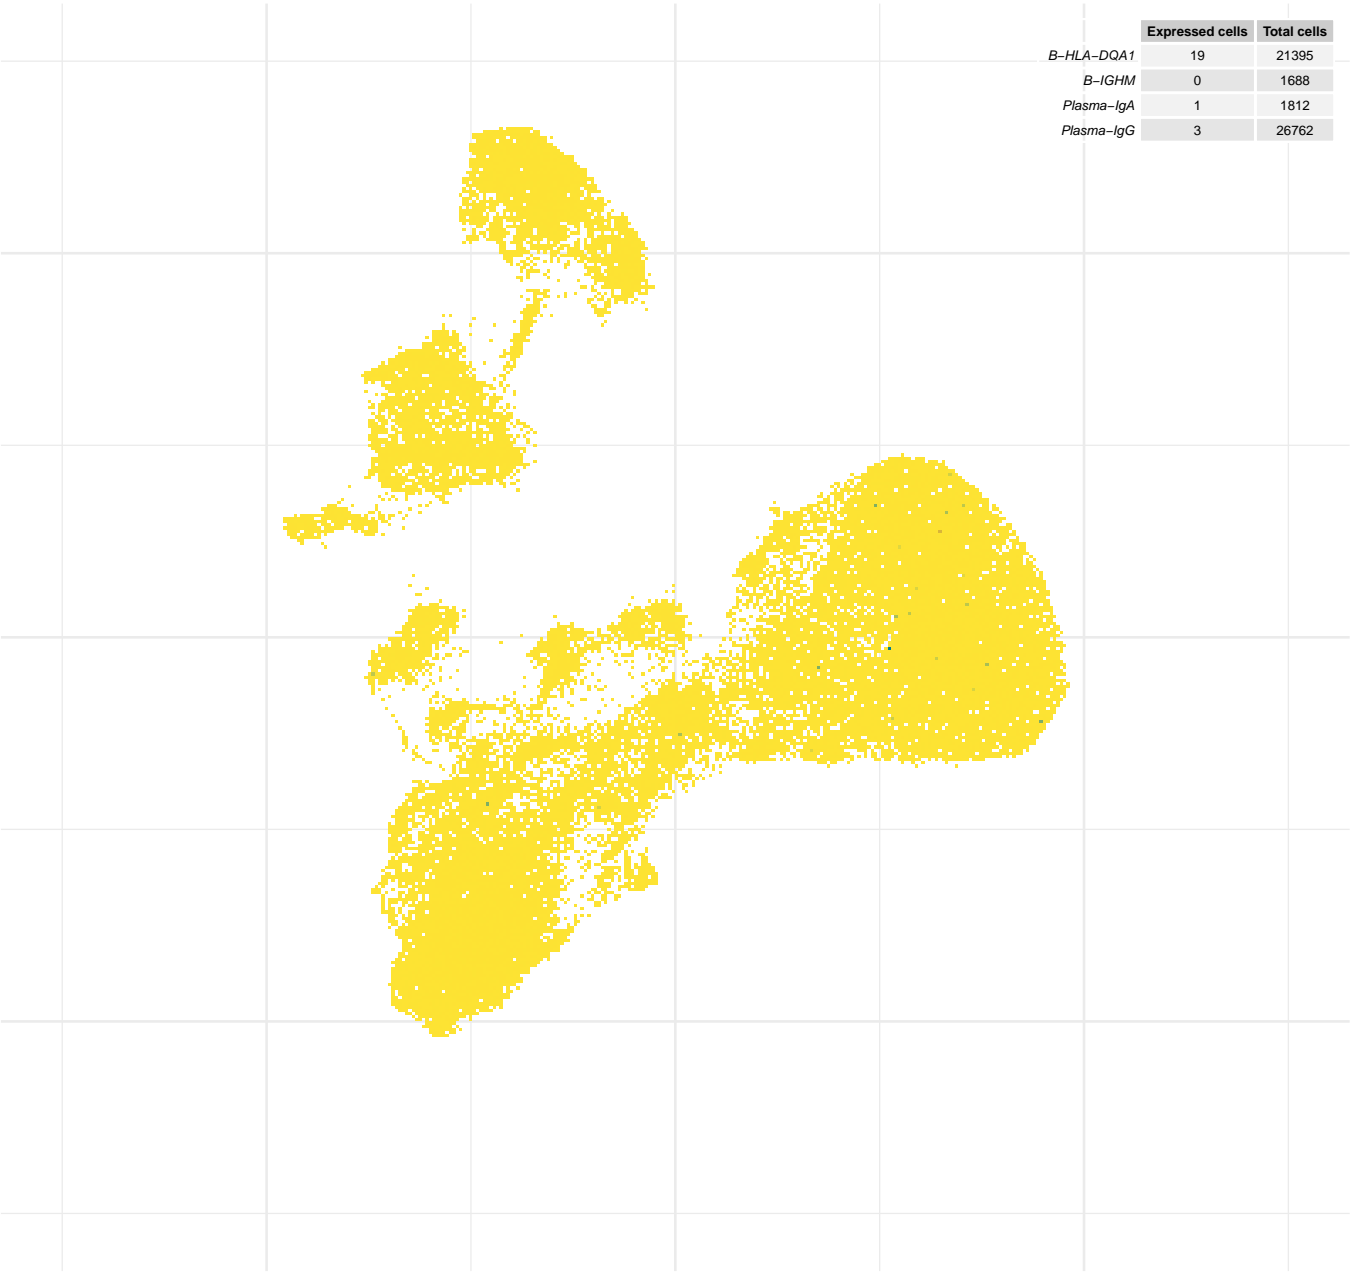 Expressed cells Total cells
B−HLA−DQA1 19 21395
B−IGHM 0 1688
Plasma−IgA 1 1812
Plasma−IgG 3 26762